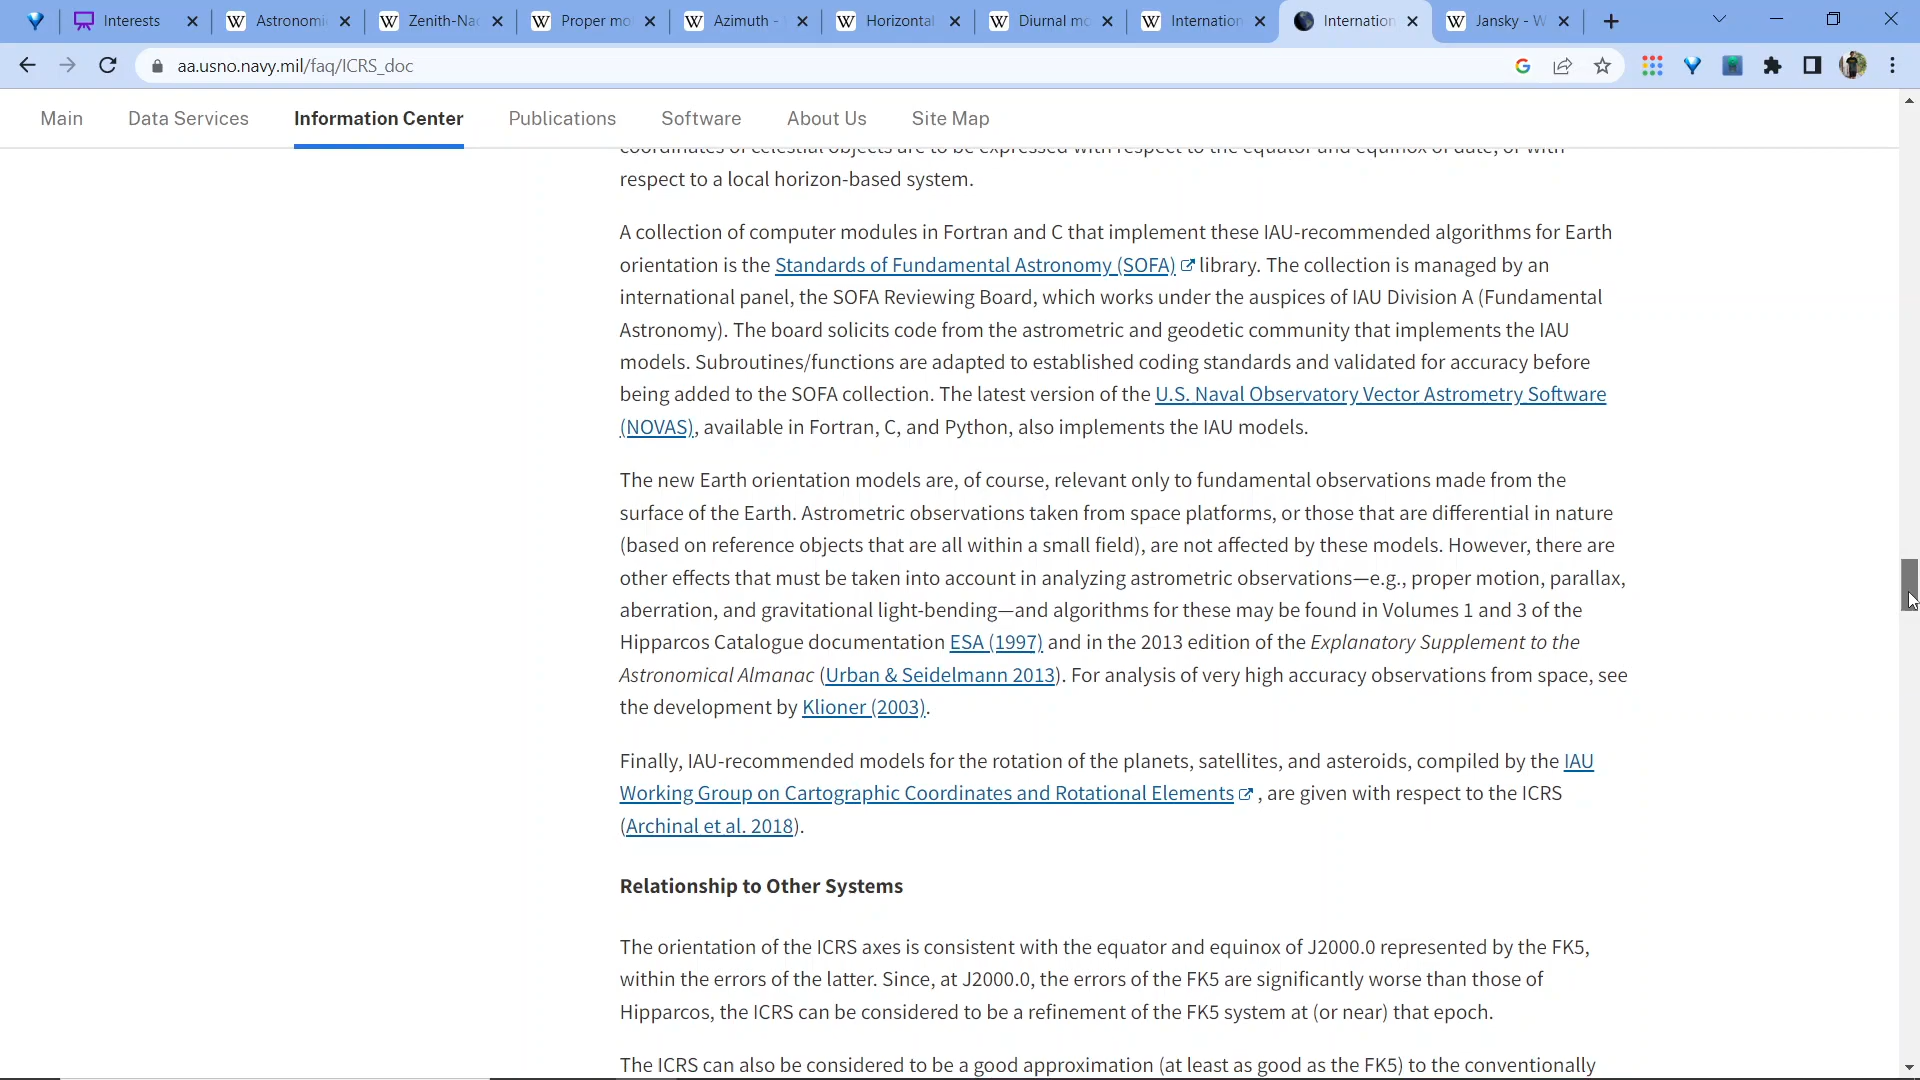 Interests
Astronomi
Zenith-Na
Proper mo
Azimuth -
Horizontal
Diurnal mo
Internation
Internation
Jansky - W
aa.usno.navy.mil/faq/ICRS_doc
Main
Data Services
Information Center
Publications
Software
About Us
Site Map
coordinates of celestial objects are to be expressed with respect to the equator and equinox of date, or with
respect to a local horizon-based system.
A collection of computer modules in Fortran and C that implement these IAU-recommended algorithms for Earth
orientation is the Standards of Fundamental Astronomy (SOFA) library. The collection is managed by an
international panel, the SOFA Reviewing Board, which works under the auspices of IAU Division A (Fundamental
Astronomy). The board solicits code from the astrometric and geodetic community that implements the IAU
models. Subroutines/functions are adapted to established coding standards and validated for accuracy before
being added to the SOFA collection. The latest version of the U.S. Naval Observatory Vector Astrometry Software
(NOVAS), available in Fortran, C, and Python, also implements the IAU models.
The new Earth orientation models are, of course, relevant only to fundamental observations made from the
surface of the Earth. Astrometric observations taken from space platforms, or those that are differential in nature
(based on reference objects that are all within a small field), are not affected by these models. However, there are
other effects that must be taken into account in analyzing astrometric observations—e.g., proper motion, parallax,
aberration, and gravitational light-bending—and algorithms for these may be found in Volumes 1 and 3 of the
Hipparcos Catalogue documentation ESA (1997) and in the 2013 edition of the Explanatory Supplement to the
Astronomical Almanac (Urban & Seidelmann 2013). For analysis of very high accuracy observations from space, see
the development by Klioner (2003).
Finally, IAU-recommended models for the rotation of the planets, satellites, and asteroids, compiled by the IAU
Working Group on Cartographic Coordinates and Rotational Elements , are given with respect to the ICRS
(Archinal et al. 2018).
Relationship to Other Systems
The orientation of the ICRS axes is consistent with the equator and equinox of J2000.0 represented by the FK5,
within the errors of the latter. Since, at J2000.0, the errors of the FK5 are significantly worse than those of
Hipparcos, the ICRS can be considered to be a refinement of the FK5 system at (or near) that epoch.
The ICRS can also be considered to be a good approximation (at least as good as the FK5) to the conventionally